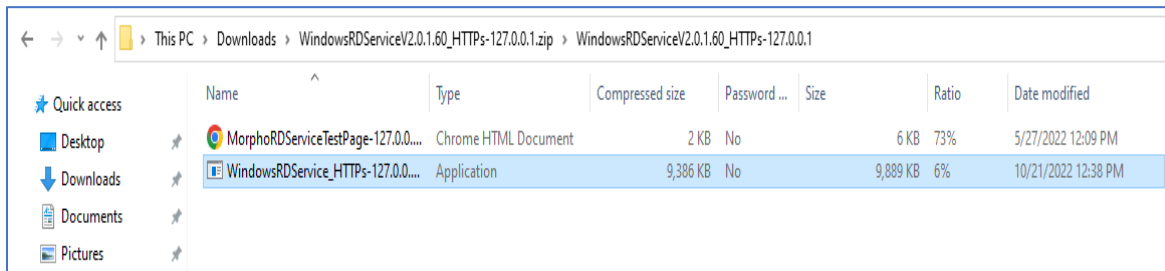 This PC > Downloads > WindowsRDServiceV2.0.1.60_HTTPs-127.0.0.1.zip > WindowsRDServiceV2.0.1.60_HTTPs-127.0.0.1
Quick access
Name Type Compressed size Password ... Size Ratio Date modified
Desktop
MorphoRDServiceTestPage-127.0.0.... Chrome HTML Document 2 KB No 6 KB 73% 5/27/2022 12:09 PM
Downloads
WindowsRDService_HTTPs-127.0.0.... Application 9,386 KB No 9,889 KB 6% 10/21/2022 12:38 PM
Documents
Pictures